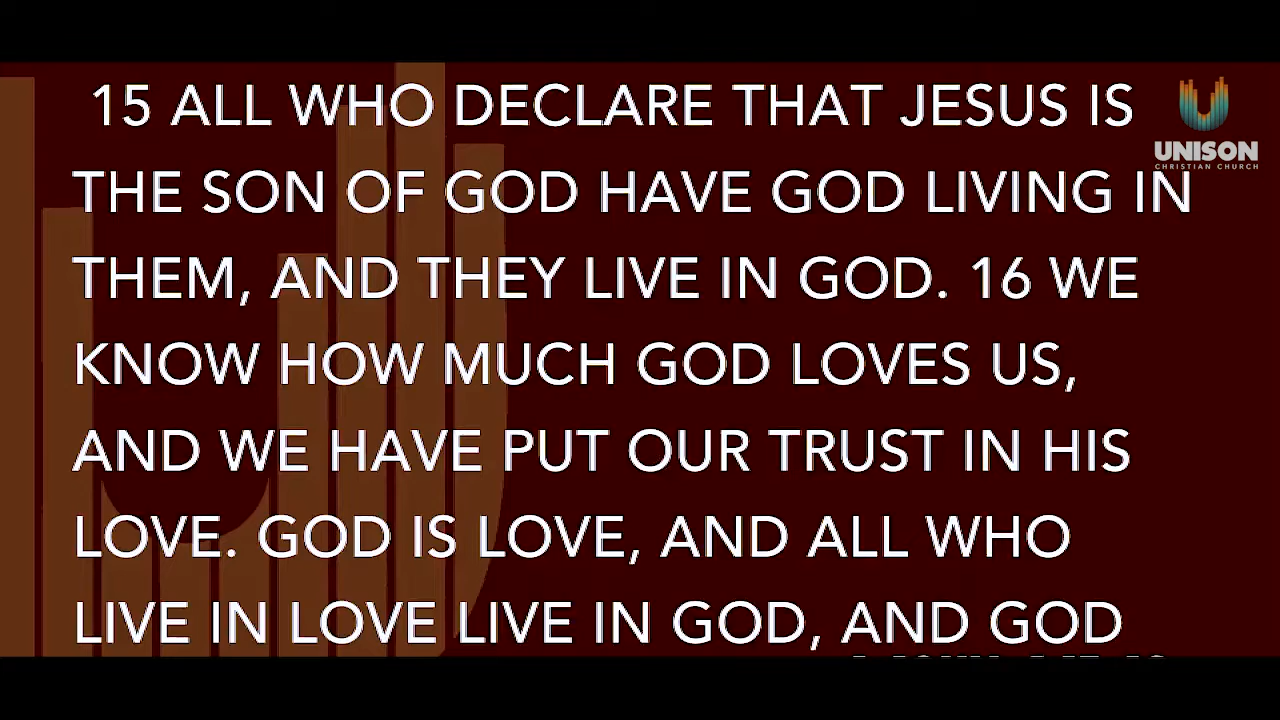 15 ALL WHO DECLARE THAT JESUS IS
THE SON OF GOD HAVE GOD LIVING IN
THEM, AND THEY LIVE IN GOD. 16 WE
KNOW HOW MUCH GOD LOVES US,
AND WE HAVE PUT OUR TRUST IN HIS
LOVE. GOD IS LOVE, AND ALL WHO
LIVE IN LOVE LIVE IN GOD, AND GOD
UNISON
CHRISTIAN CHURCH